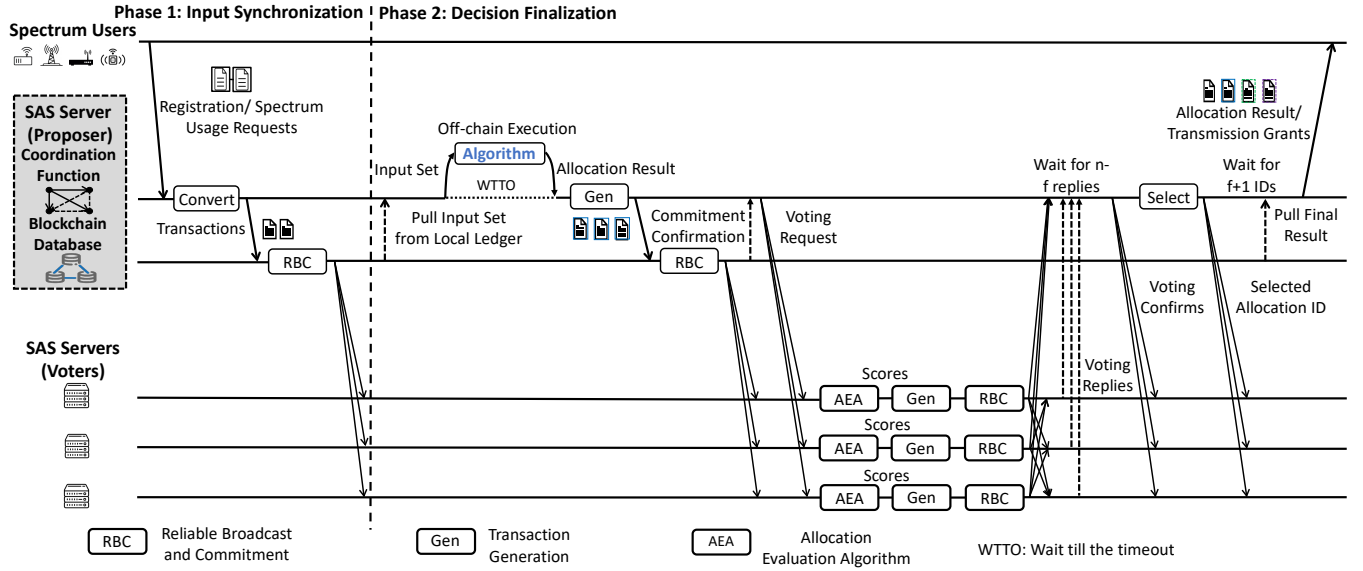 Phase 1: Input Synchronization
Phase 2: Decision Finalization
Spectrum Users
SAS Server
(Proposer)
Coordination
Function
Blockchain
Database
Registration/ Spectrum
Usage Requests
Convert
Transactions
RBC
Input Set
Off-chain Execution
Algorithm
WTTO
Allocation Result
Gen
Pull Input Set
from Local Ledger
Commitment
Confirmation
RBC
Voting
Request
Wait for n-
f replies
Allocation Result/
Transmission Grants
Wait for
f+1 IDs
Select
Pull Final
Result
Voting
Confirms
Selected
Allocation ID
Voting
Replies
SAS Servers
(Voters)
Scores
AEA
Gen
RBC
Scores
AEA
Gen
RBC
Scores
AEA
Gen
RBC
RBC
Reliable Broadcast
and Commitment
Gen
Transaction
Generation
AEA
Allocation
Evaluation Algorithm
WTTO: Wait till the timeout